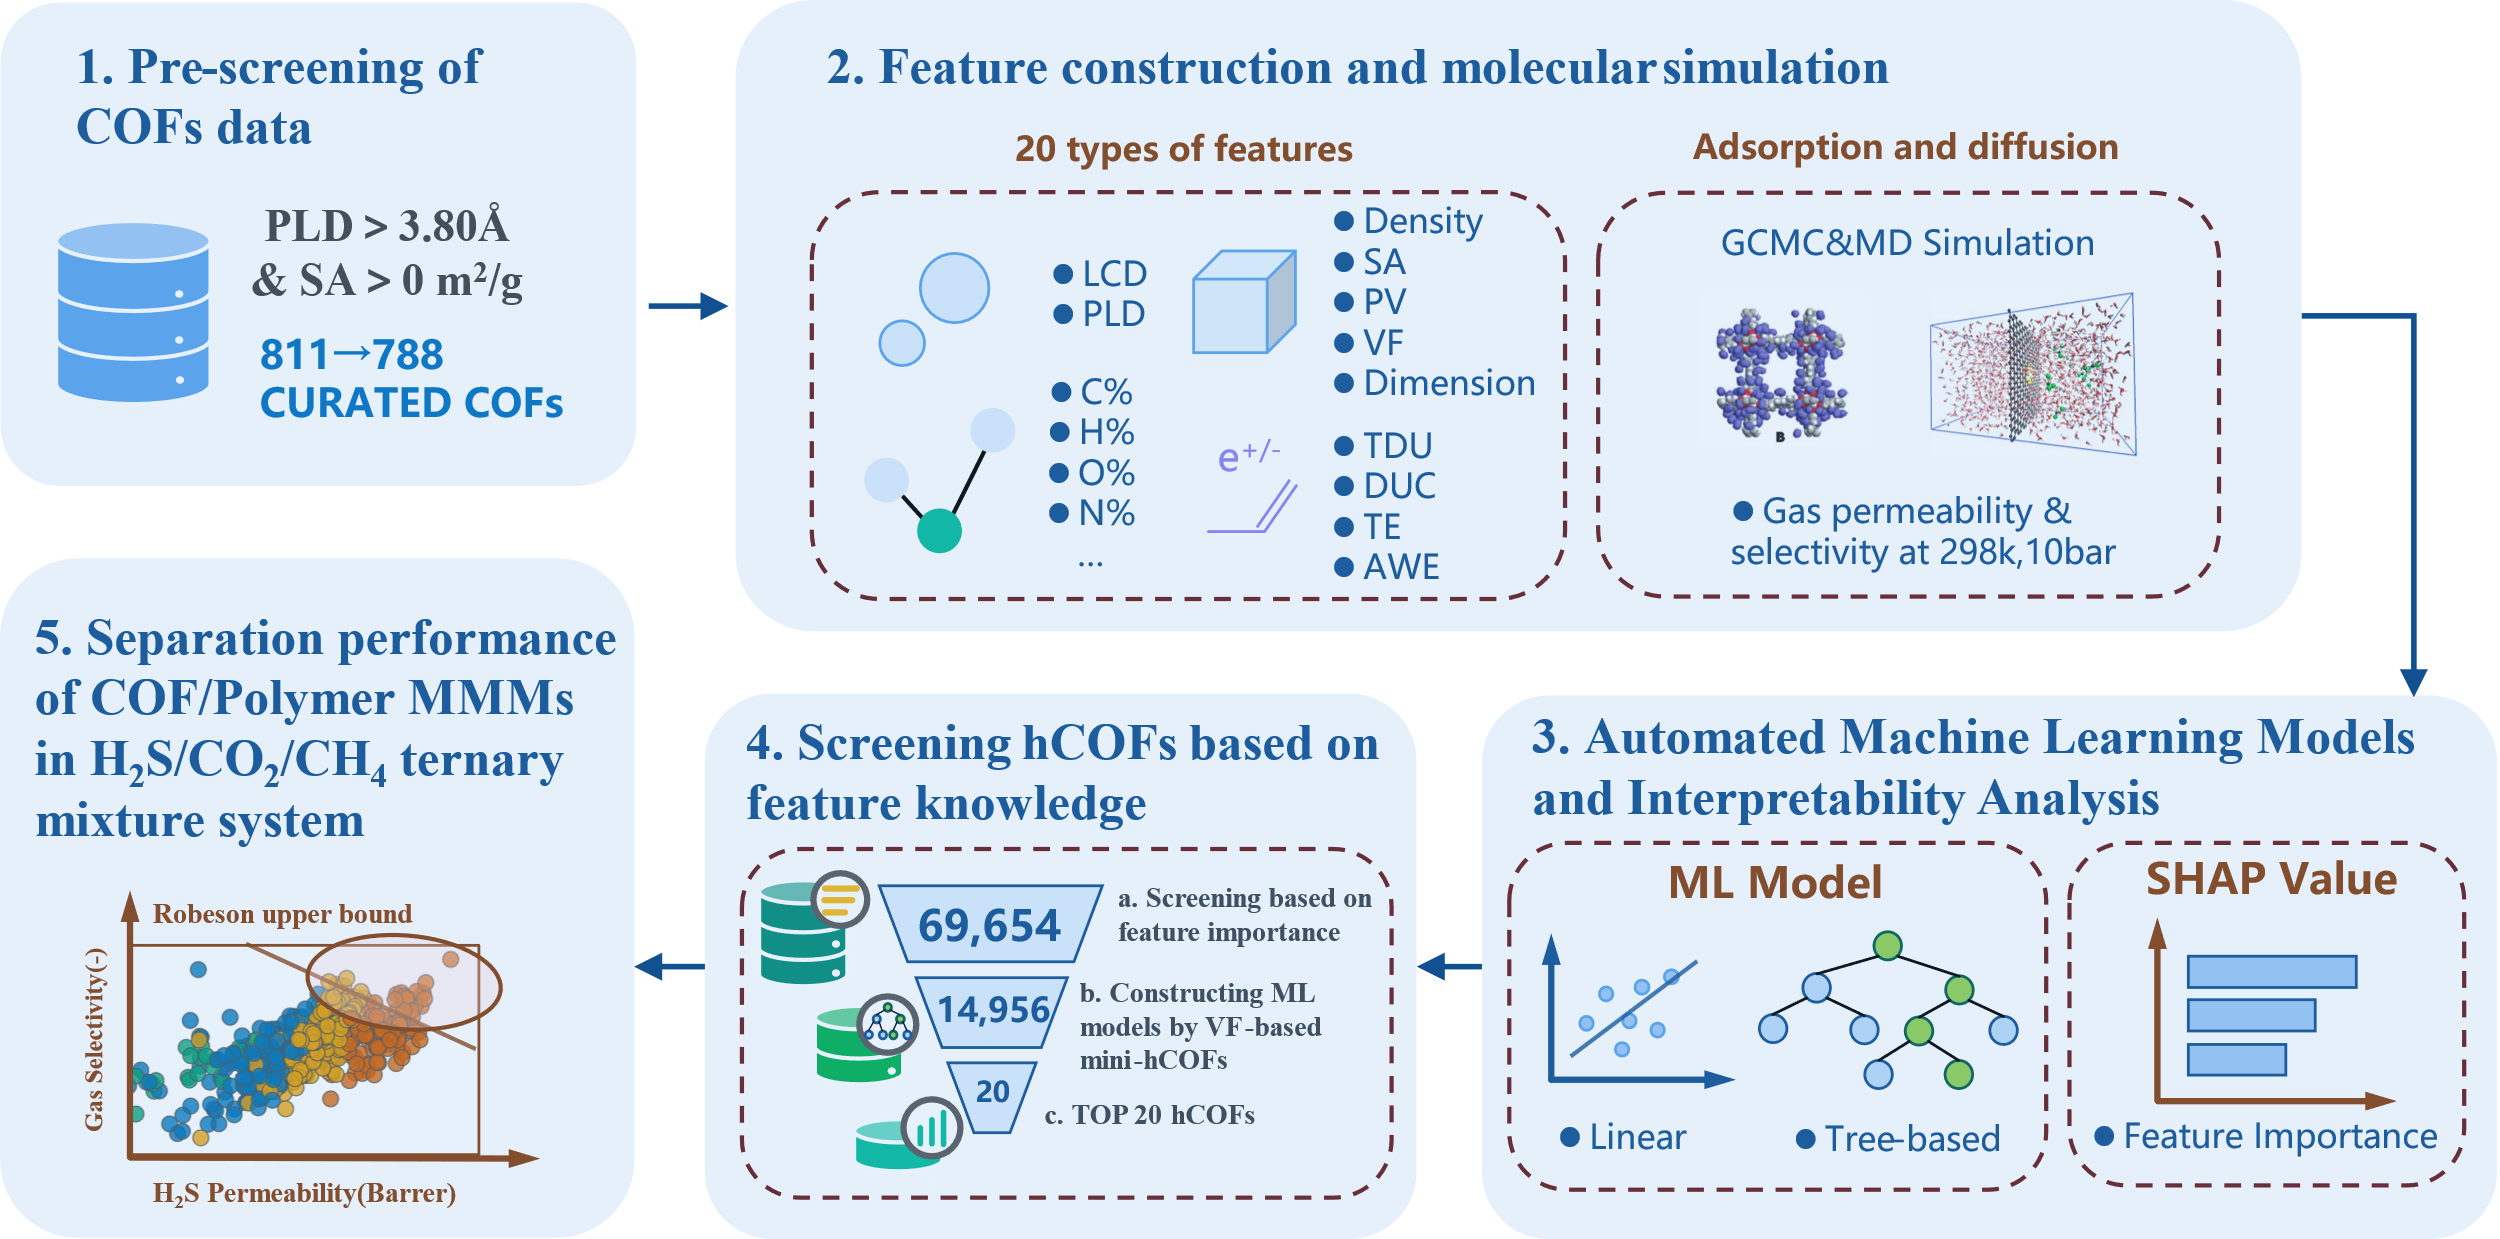 1. Pre-screening of
COFs data
PLD > 3.80Å
& SA > 0 m²/g
811→788
CURATED COFs
2. Feature construction and molecular simulation
20 types of features
LCD
PLD
C%
H%
O%
N%
...
Density
SA
PV
VF
Dimension
e⁺/⁻
TDU
DUC
TE
AWE
Adsorption and diffusion
GCMC&MD Simulation
B
Gas permeability &
selectivity at 298k,10bar
3. Automated Machine Learning Models
and Interpretability Analysis
ML Model
Linear
Tree-based
SHAP Value
Feature Importance
4. Screening hCOFs based on
feature knowledge
69,654
a. Screening based on
feature importance
14,956
b. Constructing ML
models by VF-based
mini-hCOFs
20
c. TOP 20 hCOFs
5. Separation performance
of COF/Polymer MMMs
in H₂S/CO₂/CH₄ ternary
mixture system
Robeson upper bound
Gas Selectivity(-)
H₂S Permeability(Barrer)